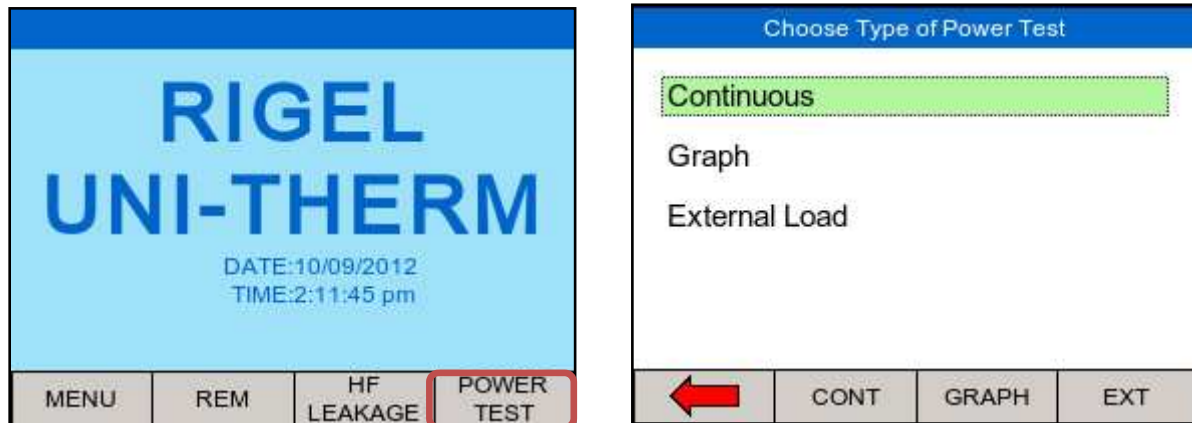 RIGEL
UNI-THERM
DATE:10/09/2012
TIME:2:11:45 pm
MENU
REM
HF
LEAKAGE
POWER
TEST
Choose Type of Power Test
Continuous
Graph
External Load
CONT
GRAPH
EXT